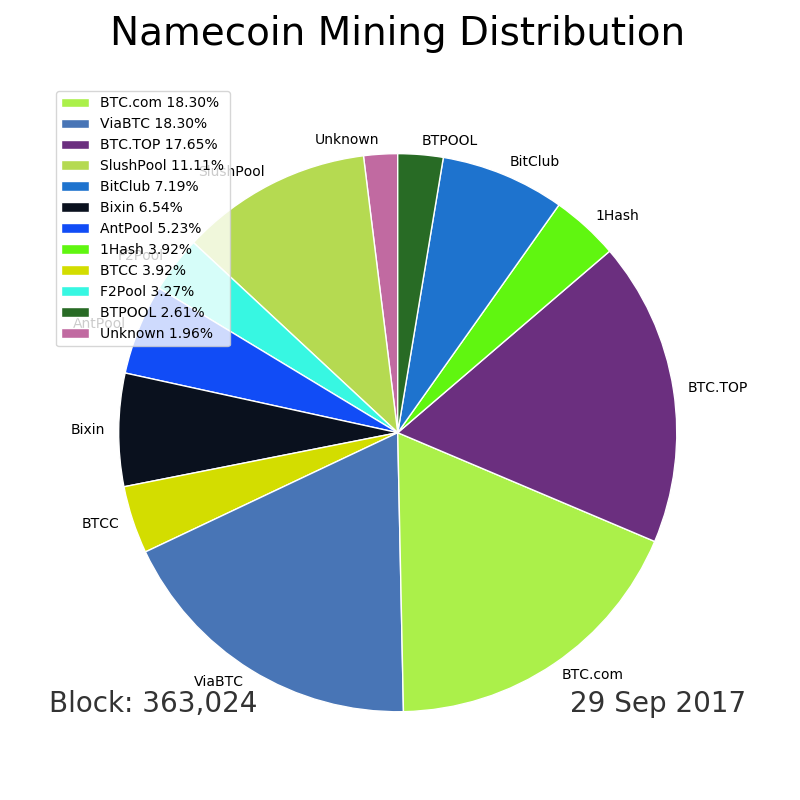 Namecoin Mining Distribution
BTC.com 18.30%
ViaBTC 18.30%
BTC.TOP 17.65%
SlushPool 11.11%
BitClub 7.19%
Bixin 6.54%
AntPool 5.23%
1Hash 3.92%
BTCC 3.92%
F2Pool 3.27%
BTPOOL 2.61%
Unknown 1.96%
Unknown
BTPOOL
BitClub
SlushPool
1Hash
F2Pool
AntPool
BTC.TOP
Bixin
BTCC
BTC.com
ViaBTC
Block: 363,024
29 Sep 2017